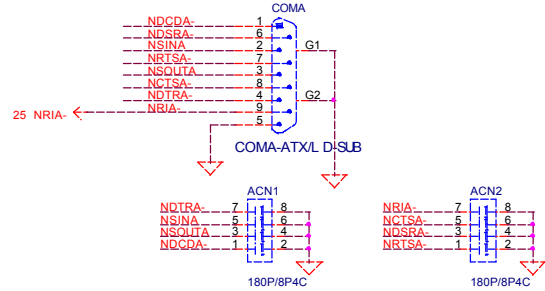 COMA
NDCDA- 1
NDSRA- 6
NSINA 2
G1
NRTSA- 7
NSOUTA 3
NCTSA- 8
NDTRA- 4
G2
25 NRIA- NRIA- 9
5
COMA-ATX/L D-SUB
ACN1
NDTRA- 7 8
NSINA 5 6
NSOUTA 3 4
NDCDA- 1 2
180P/8P4C
ACN2
NRIA- 7 8
NCTSA- 5 6
NDSRA- 3 4
NRTSA- 1 2
180P/8P4C